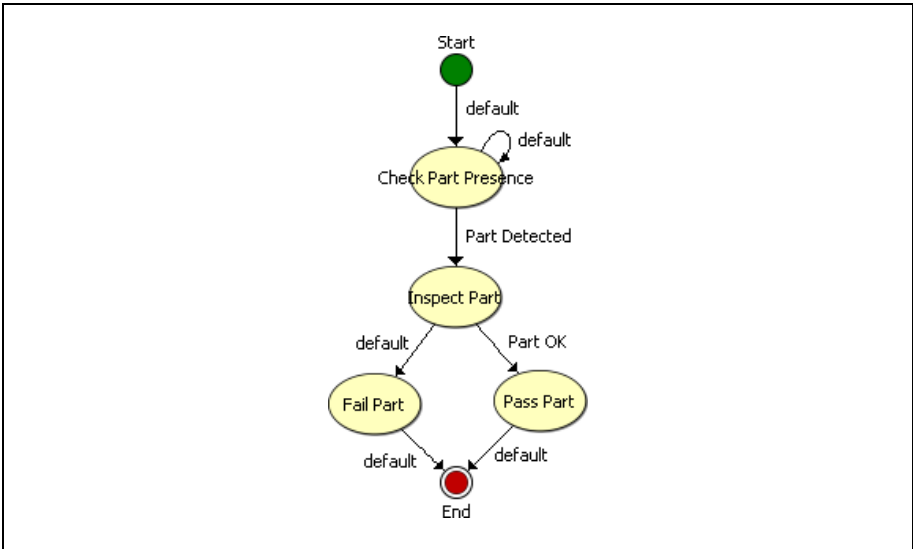 Start
default
default
Check Part Presence
Part Detected
Inspect Part
default
Part OK
Fail Part
Pass Part
default
default
End